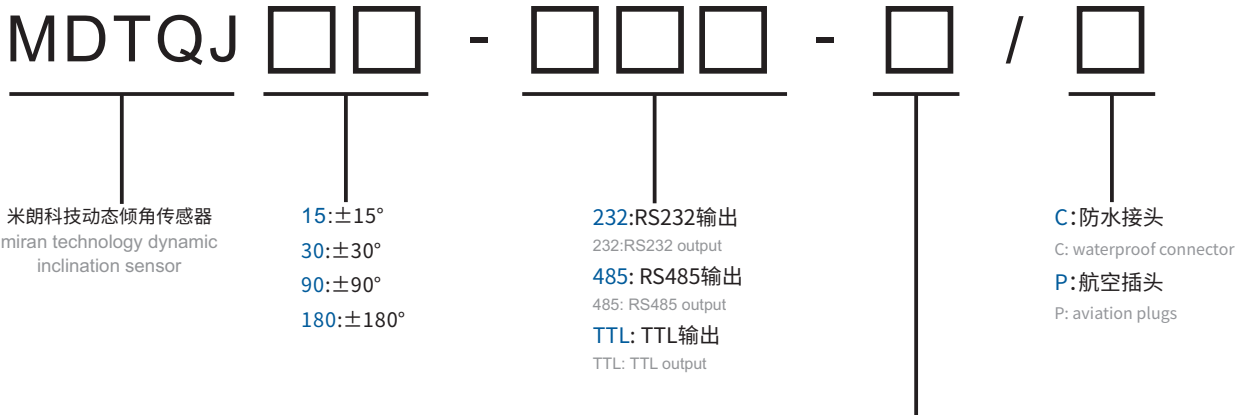 MDTQJ□□ - □□□ - □ / □
米朗科技动态倾角传感器
miran technology dynamic
inclination sensor
15:±15°
30:±30°
90:±90°
180:±180°
232:RS232输出
232:RS232 output
485: RS485输出
485: RS485 output
TTL: TTL输出
TTL: TTL output
C:防水接头
C: waterproof connector
P:航空插头
P: aviation plugs